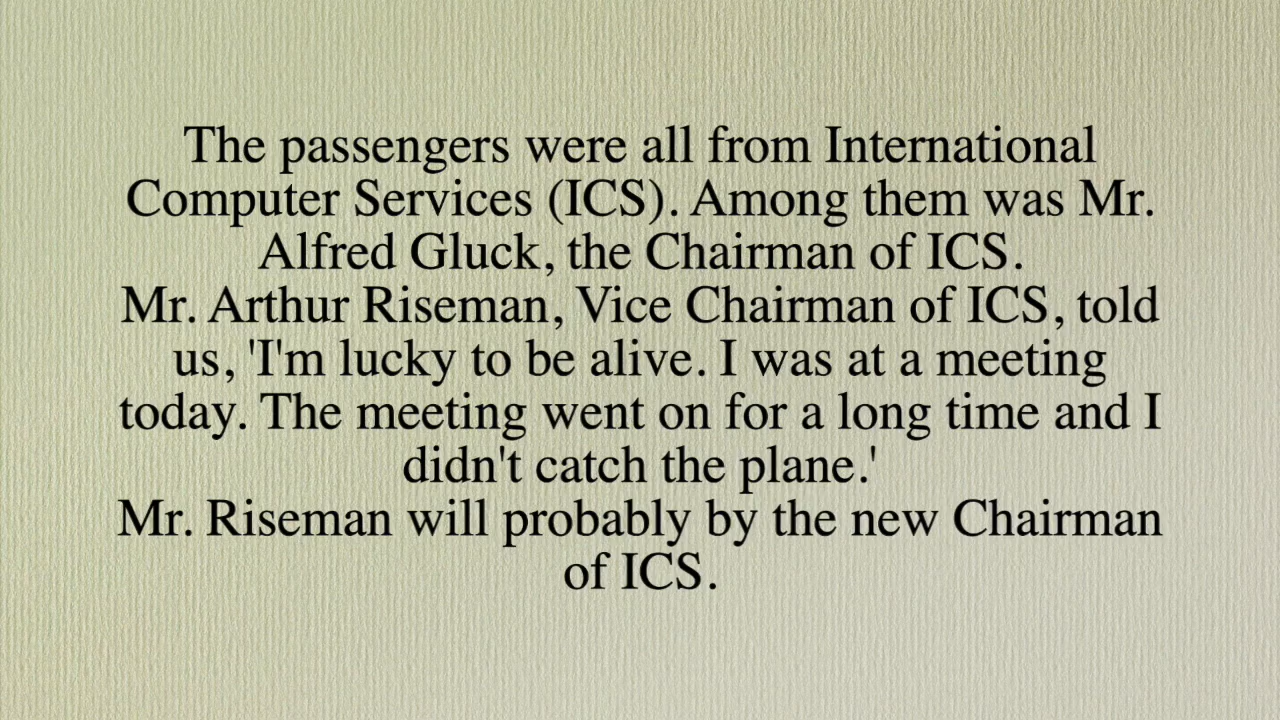 The passengers were all from International
Computer Services (ICS). Among them was Mr.
Alfred Gluck, the Chairman of ICS.
Mr. Arthur Riseman, Vice Chairman of ICS, told
us, 'I'm lucky to be alive. I was at a meeting
today. The meeting went on for a long time and I
didn't catch the plane.'
Mr. Riseman will probably by the new Chairman
of ICS.